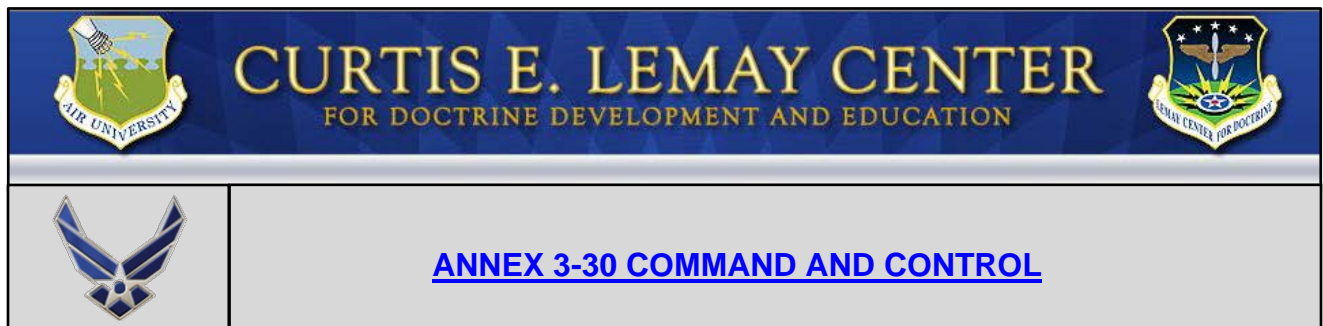 CURTIS E. LEMAY CENTER
FOR DOCTRINE DEVELOPMENT AND EDUCATION
AIR UNIVERSITY
LEMAY CENTER FOR DOCTRINE
ANNEX 3-30 COMMAND AND CONTROL